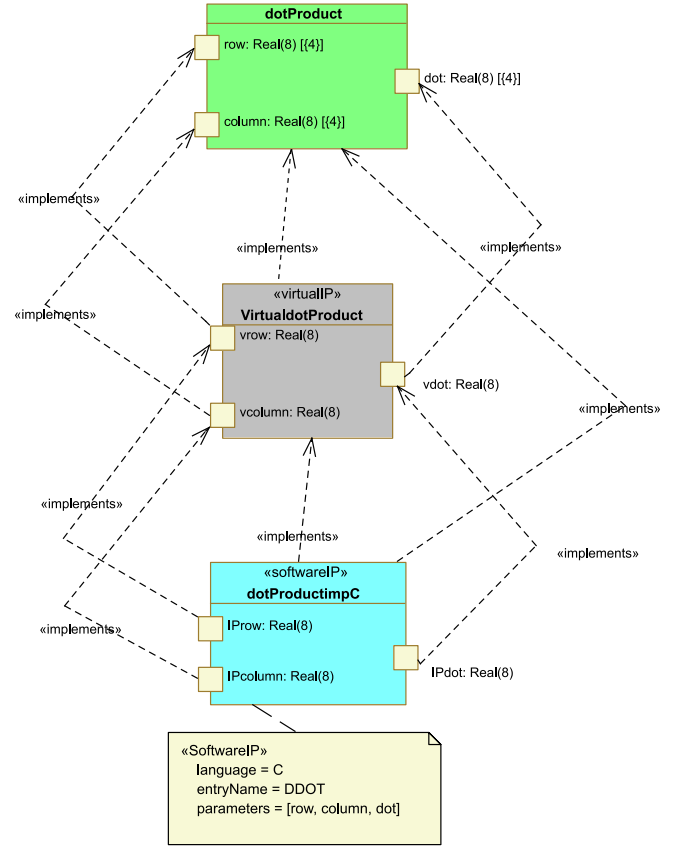 dotProduct
row: Real(8) [{4}]
dot: Real(8) [{4}]
column: Real(8) [{4}]
«implements»
«implements»
«implements»
«virtualIP»
VirtualdotProduct
«implements»
vrow: Real(8)
vdot: Real(8)
vcolumn: Real(8)
«implements»
«implements»
«implements»
«implements»
«softwareIP»
dotProductimpC
IProw: Real(8)
«implements»
IPcolumn: Real(8)
IPdot: Real(8)
«SoftwareIP»
language = C
entryName = DDOT
parameters = [row, column, dot]